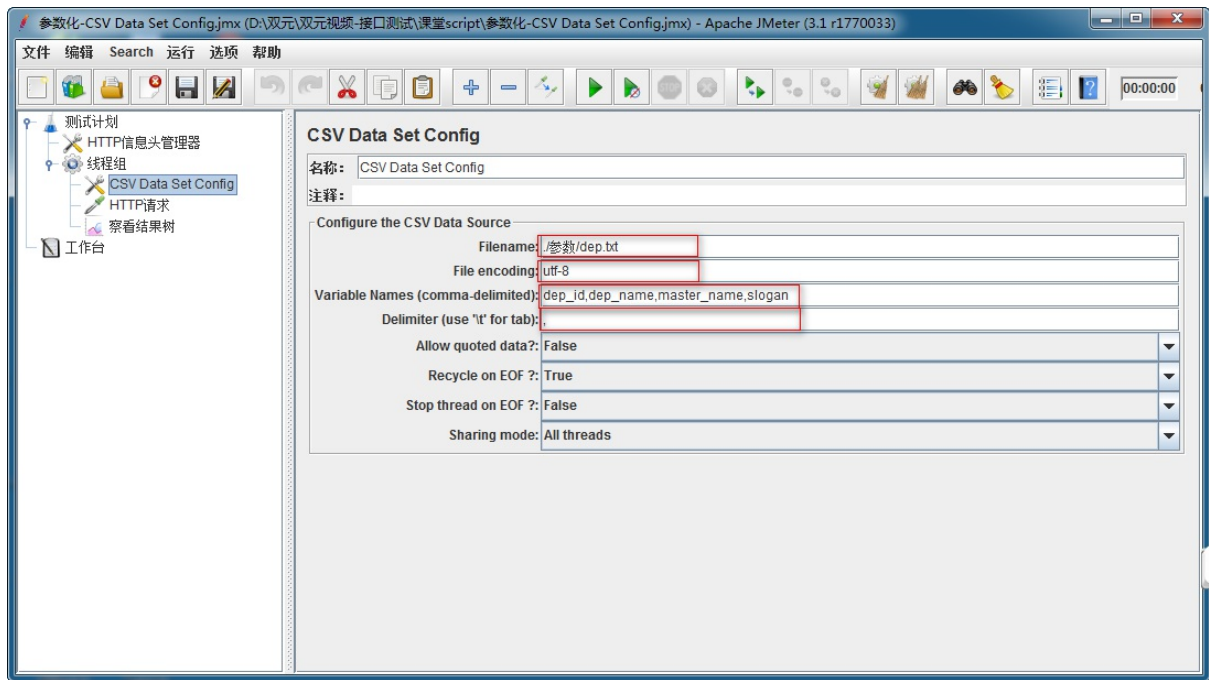 参数化-CSV Data Set Config.jmx (D:\双元\双元视频-接口测试\课堂script\参数化-CSV Data Set Config.jmx) - Apache JMeter (3.1 r1770033)
文件 编辑 Search 运行 选项 帮助
STOP
00:00:00
测试计划
HTTP信息头管理器
线程组
CSV Data Set Config
HTTP请求
察看结果树
工作台
CSV Data Set Config
名称： CSV Data Set Config
注释：
Configure the CSV Data Source
Filename: ./参数/dep.txt
File encoding: utf-8
Variable Names (comma-delimited): dep_id,dep_name,master_name,slogan
Delimiter (use '\t' for tab): ,
Allow quoted data?: False
Recycle on EOF ?: True
Stop thread on EOF ?: False
Sharing mode: All threads